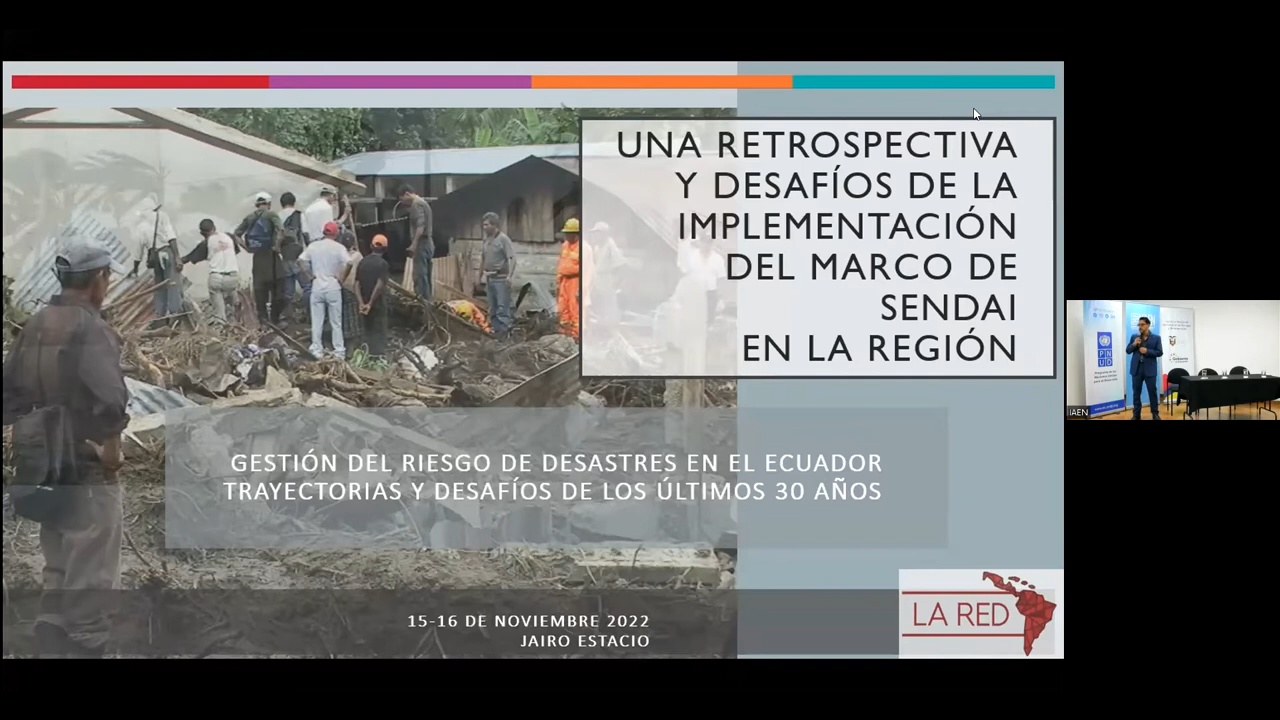 UNA RETROSPECTIVA
Y DESAFÍOS DE LA
IMPLEMENTACIÓN
DEL MARCO DE
SENDAI
EN LA REGIÓN
GESTIÓN DEL RIESGO DE DESASTRES EN EL ECUADOR
TRAYECTORIAS Y DESAFÍOS DE LOS ÚLTIMOS 30 AÑOS
15-16 DE NOVIEMBRE 2022
JAIRO ESTACIO
LA RED
PN
UD
IAEN